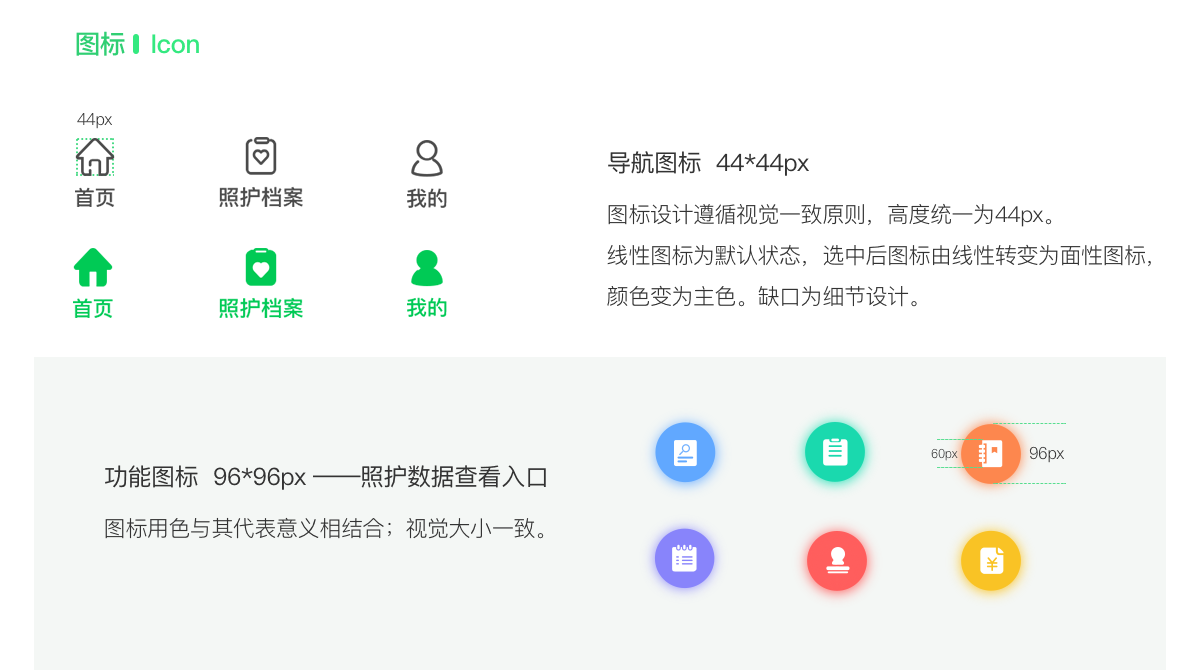 图标 Icon
44px
首页 照护档案 我的
首页 照护档案 我的
导航图标 44*44px
图标设计遵循视觉一致原则，高度统一为44px。
线性图标为默认状态，选中后图标由线性转变为面性图标，
颜色变为主色。缺口为细节设计。
功能图标 96*96px ——照护数据查看入口
图标用色与其代表意义相结合；视觉大小一致。
60px 96px
¥